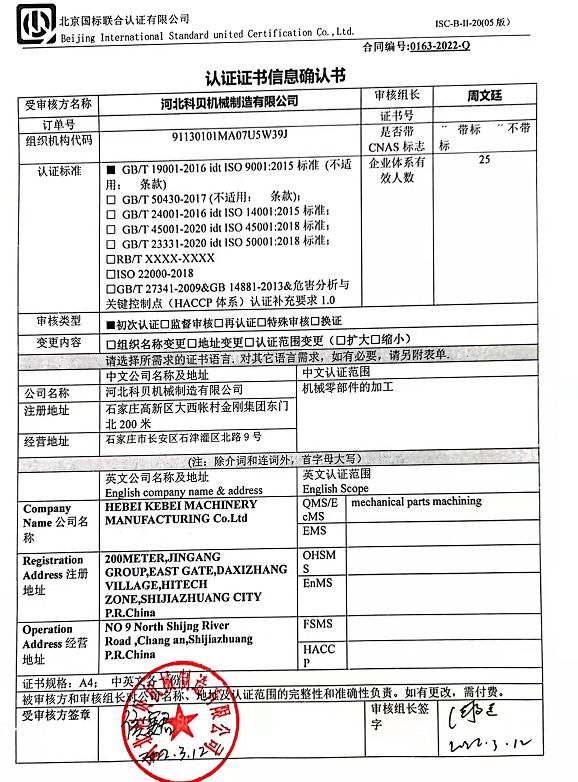 北京国标联合认证有限公司
Beijing International Standard united Certification Co.,Ltd.
ISC-B-II-20(05 版)
合同编号:0163-2022-Q
认证证书信息确认书
受审核方名称 河北科贝机械制造有限公司 审核组长 周文廷
订单号 证书号
组织机构代码 91130101MA07U5W39J 是否带 CNAS 标志 ¨ 带标 ¨ 不带标
认证标准 企业体系有效人数 25
■ GB/T 19001-2016 idt ISO 9001:2015 标准 (不适
用: 条款)
□ GB/T 50430-2017 (不适用: 条款);
□ GB/T 24001-2016 idt ISO 14001:2015 标准;
□ GB/T 45001-2020 idt ISO 45001:2018 标准;
□ GB/T 23331-2020 idt ISO 50001:2018 标准;
□RB/T XXXX-XXXX
□ISO 22000-2018
□GB/T 27341-2009&GB 14881-2013&危害分析与
关键控制点（HACCP 体系）认证补充要求 1.0
审核类型 ■初次认证□监督审核□再认证□特殊审核□换证
变更内容 □组织名称变更□地址变更□认证范围变更（□扩大□缩小）
请选择所需求的证书语言. 对其它语言需求，如有必要，请另附表单.
中文公司名称及地址 中文认证范围
公司名称 河北科贝机械制造有限公司 机械零部件的加工
注册地址 石家庄高新区大西帐村金刚集团东门
北 200 米
经营地址 石家庄市长安区石津灌区北路 9 号
(注: 除介词和连词外，首字母大写)
英文公司名称及地址 英文认证范围
English company name & address English Scope
Company HEBEI KEBEI MACHINERY QMS/E mechanical parts machining
Name 公司名 MANUFACTURING Co.Ltd cMS
称 EMS
Registration 200METER,JINGANG OHSM
Address 注册 GROUP,EAST GATE,DAXIZHANG S
地址 VILLAGE,HITECH EnMS
ZONE,SHIJIAZHUANG CITY
P.R.China
Operation NO 9 North Shijng River FSMS
Address 经营 Road ,Chang an,Shijiazhuang
地址 P.R.China HACC
P
证书规格: A4; 中英文各 份;
被审核方和审核组长对公司名称、地址及认证范围的完整性和准确性负责。如有更改，需付费。
受审核方签章 审核组长签
字
2022.3.12 2022.3.12